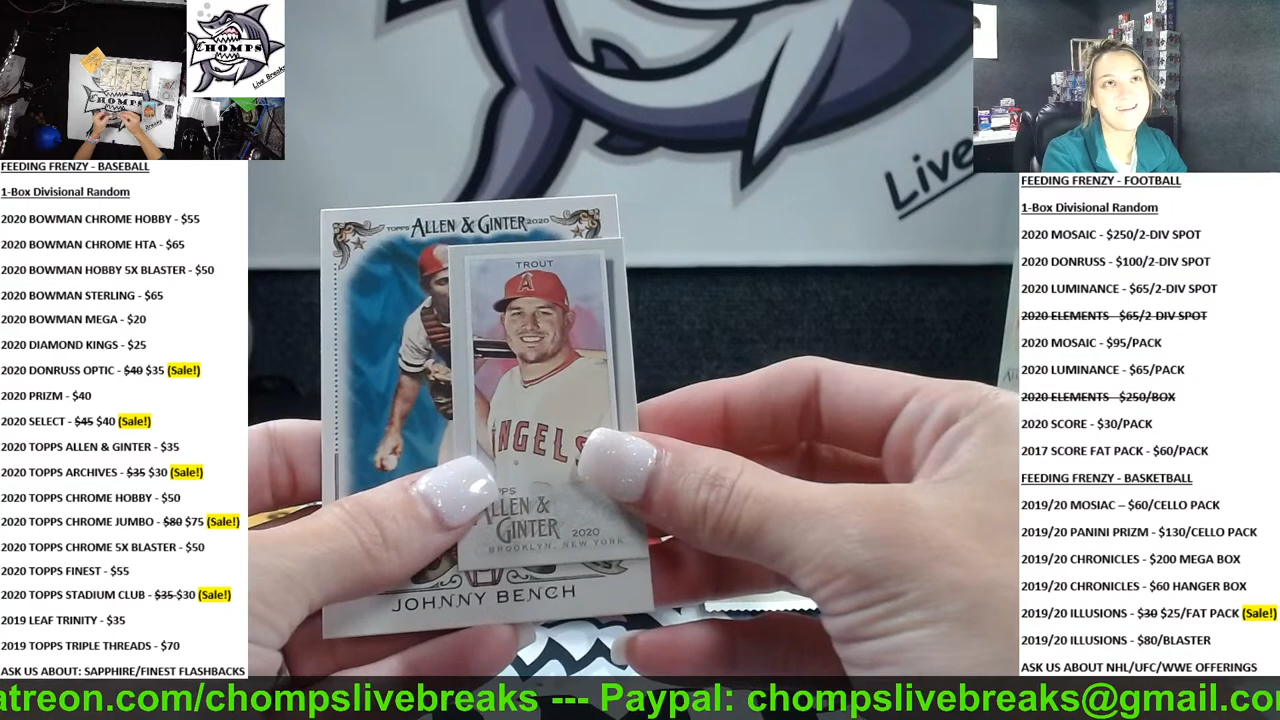 CHOMPS
Live Breaks
Live
FEEDING FRENZY - BASEBALL
1-Box Divisional Random
2020 BOWMAN CHROME HOBBY - $55
2020 BOWMAN CHROME HTA - $65
2020 BOWMAN HOBBY 5X BLASTER - $50
2020 BOWMAN STERLING - $65
2020 BOWMAN MEGA - $20
2020 DIAMOND KINGS - $25
2020 DONRUSS OPTIC - $40 $35 (Sale!)
2020 PRIZM - $40
2020 SELECT - $45 $40 (Sale!)
2020 TOPPS ALLEN & GINTER - $35
2020 TOPPS ARCHIVES - $35 $30 (Sale!)
2020 TOPPS CHROME HOBBY - $50
2020 TOPPS CHROME JUMBO - $80 $75 (Sale!)
2020 TOPPS CHROME 5X BLASTER - $50
2020 TOPPS FINEST - $55
2020 TOPPS STADIUM CLUB - $35 $30 (Sale!)
2019 LEAF TRINITY - $35
2019 TOPPS TRIPLE THREADS - $70
ASK US ABOUT: SAPPHIRE/FINEST FLASHBACKS
TOPPS ALLEN & GINTER 2020
TROUT
A
ANGELS
TOPPS
ALLEN &
GINTER 2020
BROOKLYN, NEW YORK
JOHNNY BENCH
FEEDING FRENZY - FOOTBALL
1-Box Divisional Random
2020 MOSAIC - $250/2-DIV SPOT
2020 DONRUSS - $100/2-DIV SPOT
2020 LUMINANCE - $65/2-DIV SPOT
2020 ELEMENTS - $65/2-DIV SPOT
2020 MOSAIC - $95/PACK
2020 LUMINANCE - $65/PACK
2020 ELEMENTS - $250/BOX
2020 SCORE - $30/PACK
2017 SCORE FAT PACK - $60/PACK
FEEDING FRENZY - BASKETBALL
2019/20 MOSIAC – $60/CELLO PACK
2019/20 PANINI PRIZM - $130/CELLO PACK
2019/20 CHRONICLES - $200 MEGA BOX
2019/20 CHRONICLES - $60 HANGER BOX
2019/20 ILLUSIONS - $30 $25/FAT PACK (Sale!)
2019/20 ILLUSIONS - $80/BLASTER
ASK US ABOUT NHL/UFC/WWE OFFERINGS
atreon.com/chompslivebreaks --- Paypal: chompslivebreaks@gmail.co